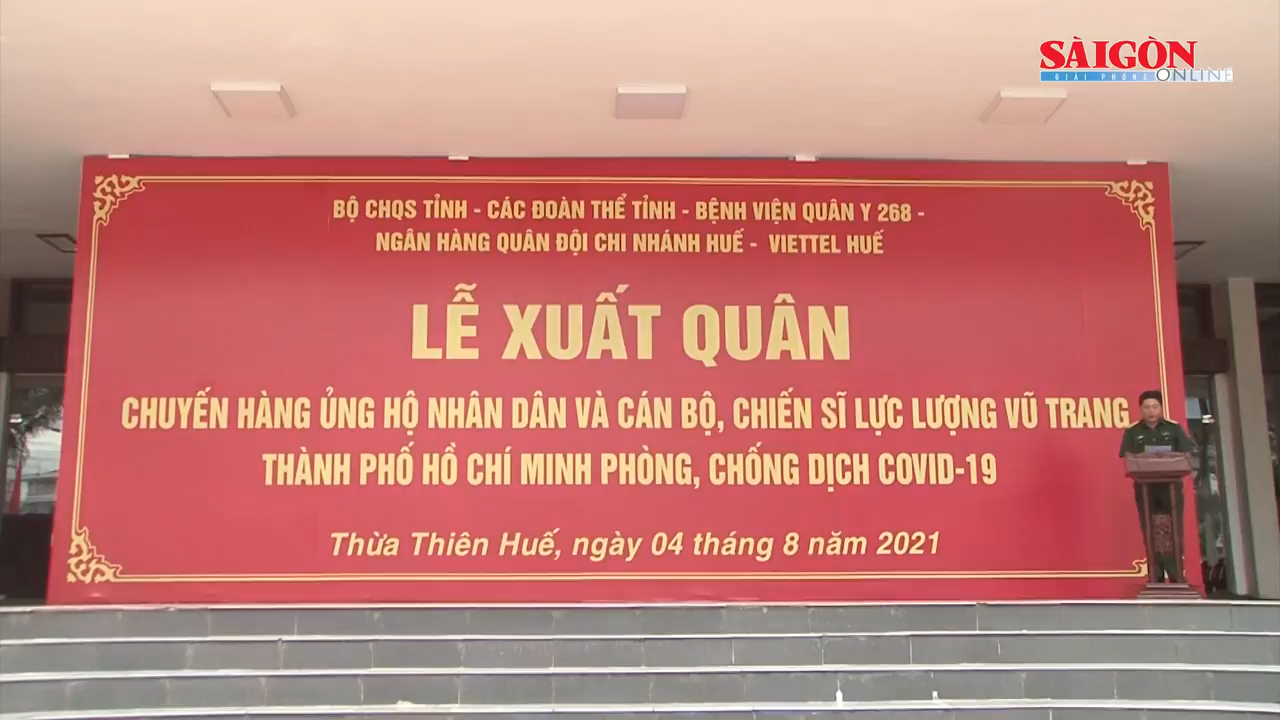 SÀI GÒN
GIẢI PHÓNG ONLINE
BỘ CHQS TỈNH - CÁC ĐOÀN THỂ TỈNH - BỆNH VIỆN QUÂN Y 268 -
NGÂN HÀNG QUÂN ĐỘI CHI NHÁNH HUẾ - VIETTEL HUẾ
LỄ XUẤT QUÂN
CHUYẾN HÀNG ỦNG HỘ NHÂN DÂN VÀ CÁN BỘ, CHIẾN SĨ LỰC LƯỢNG VŨ TRANG
THÀNH PHỐ HỒ CHÍ MINH PHÒNG, CHỐNG DỊCH COVID-19
Thừa Thiên Huế, ngày 04 tháng 8 năm 2021